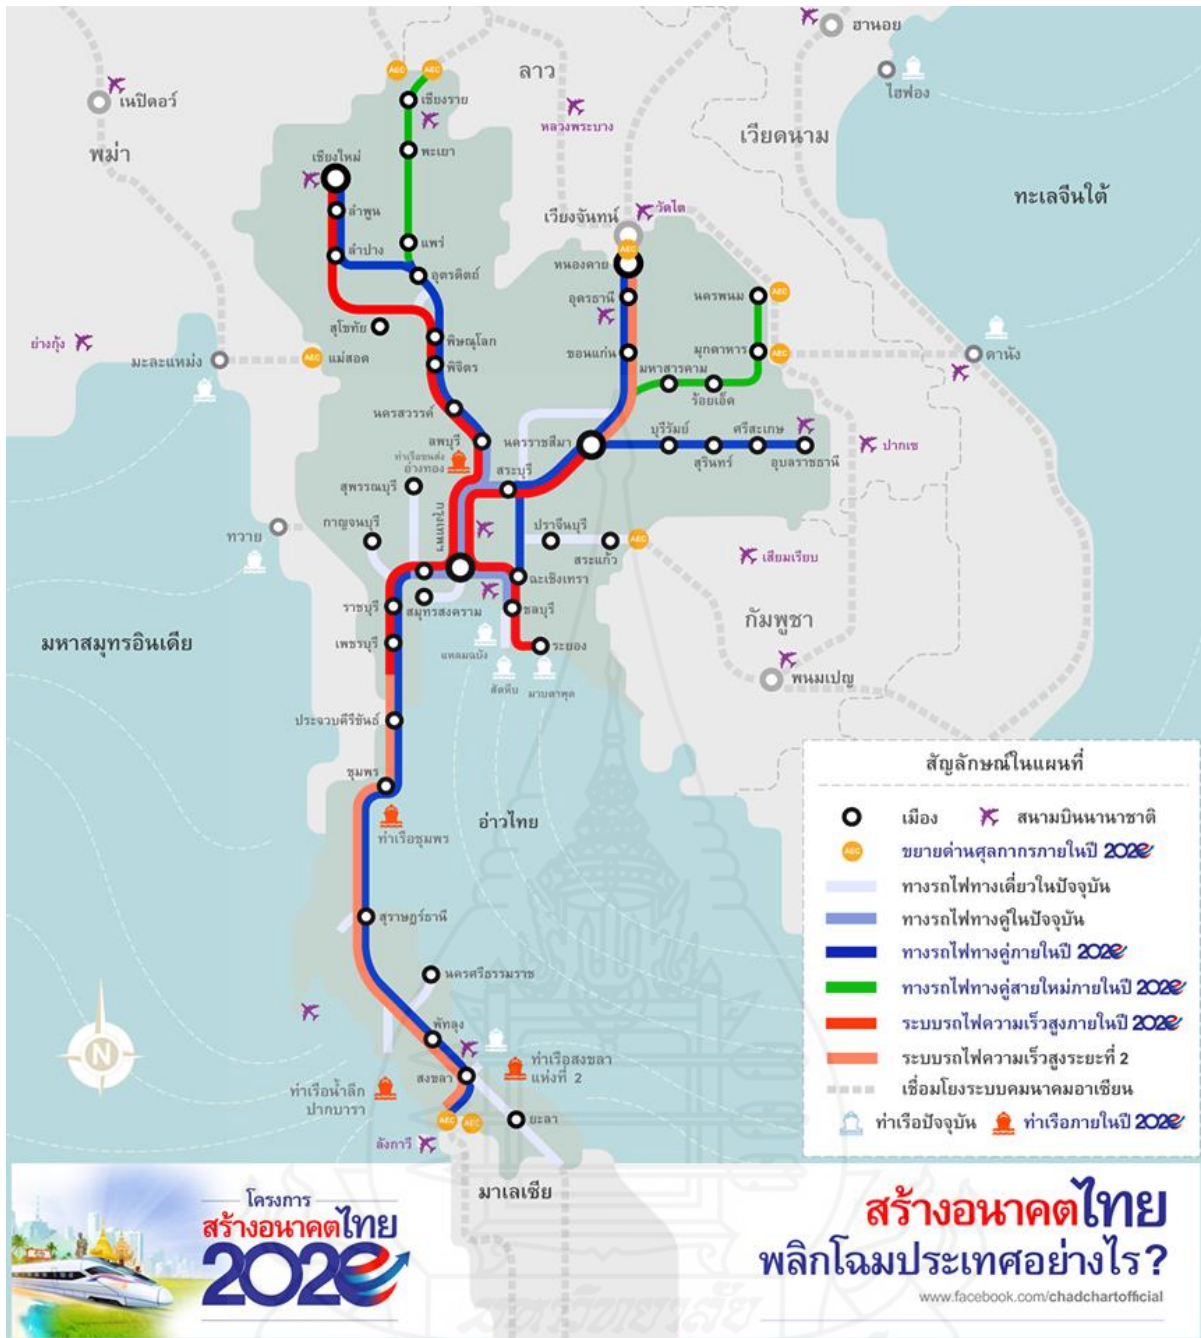 ฮานอย
ไฮฟอง
ลาว
เนปิดอว์
พม่า
หลวงพระบาง
เวียดนาม
ทะเลจีนใต้
AEC
AEC
เชียงราย
พะเยา
เชียงใหม่
ลำพูน
ลำปาง
แพร่
อุตรดิตถ์
เวียงจันทน์
วัตไต
AEC
หนองคาย
อุดรธานี
นครพนม
AEC
สุโขทัย
พิษณุโลก
พิจิตร
ขอนแก่น
มหาสารคาม
ร้อยเอ็ด
มุกดาหาร
AEC
ย่างกุ้ง
มะละแหม่ง
AEC
แม่สอด
ดานัง
นครสวรรค์
ลพบุรี
ท่าเรือขนส่ง
อ่างทอง
นครราชสีมา
สระบุรี
บุรีรัมย์
สุรินทร์
ศรีสะเกษ
อุบลราชธานี
ปากเซ
สุพรรณบุรี
กาญจนบุรี
กรุงเทพฯ
ปราจีนบุรี
สระแก้ว
AEC
ทวาย
เสียมเรียบ
ฉะเชิงเทรา
ราชบุรี
สมุทรสงคราม
ชลบุรี
เพชรบุรี
ระยอง
แหลมฉบัง
สัตหีบ
มาบตาพุด
กัมพูชา
พนมเปญ
มหาสมุทรอินเดีย
ประจวบคีรีขันธ์
ชุมพร
ท่าเรือชุมพร
อ่าวไทย
สุราษฎร์ธานี
นครศรีธรรมราช
พัทลุง
สงขลา
ท่าเรือสงขลา
แห่งที่ 2
ท่าเรือน้ำลึก
ปากบารา
AEC
AEC
ยะลา
ลังกาวี
มาเลเซีย
N
สัญลักษณ์ในแผนที่
เมือง
สนามบินนานาชาติ
AEC
ขยายด่านศุลกากรภายในปี 2020
ทางรถไฟทางเดี่ยวในปัจจุบัน
ทางรถไฟทางคู่ในปัจจุบัน
ทางรถไฟทางคู่ภายในปี 2020
ทางรถไฟทางคู่สายใหม่ภายในปี 2020
ระบบรถไฟความเร็วสูงภายในปี 2020
ระบบรถไฟความเร็วสูงระยะที่ 2
เชื่อมโยงระบบคมนาคมอาเซียน
ท่าเรือปัจจุบัน
ท่าเรือภายในปี 2020
โครงการ
สร้างอนาคตไทย
2020
สร้างอนาคตไทย
พลิกโฉมประเทศอย่างไร?
www.facebook.com/chadchartofficial